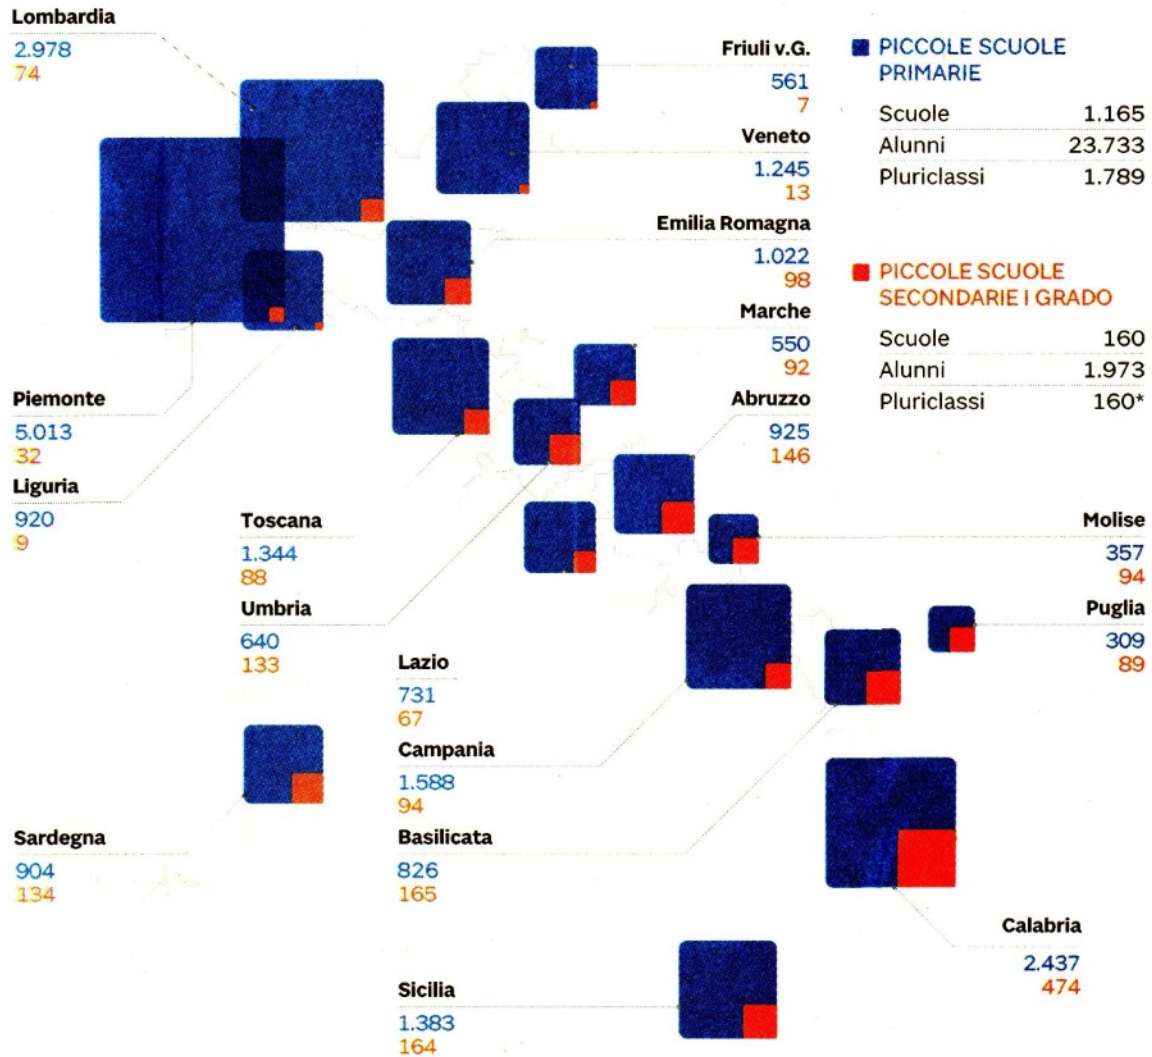 Lombardia
2.978
74
Friuli v.G.
561
7
Veneto
1.245
13
Emilia Romagna
1.022
98
Marche
550
92
Abruzzo
925
146
Molise
357
94
Puglia
309
89
Piemonte
5.013
32
Liguria
920
9
Toscana
1.344
88
Umbria
640
133
Lazio
731
67
Campania
1.588
94
Basilicata
826
165
Sardegna
904
134
Calabria
2.437
474
Sicilia
1.383
164
PICCOLE SCUOLE
PRIMARIE
Scuole 1.165
Alunni 23.733
Pluriclassi 1.789
PICCOLE SCUOLE
SECONDARIE I GRADO
Scuole 160
Alunni 1.973
Pluriclassi 160*